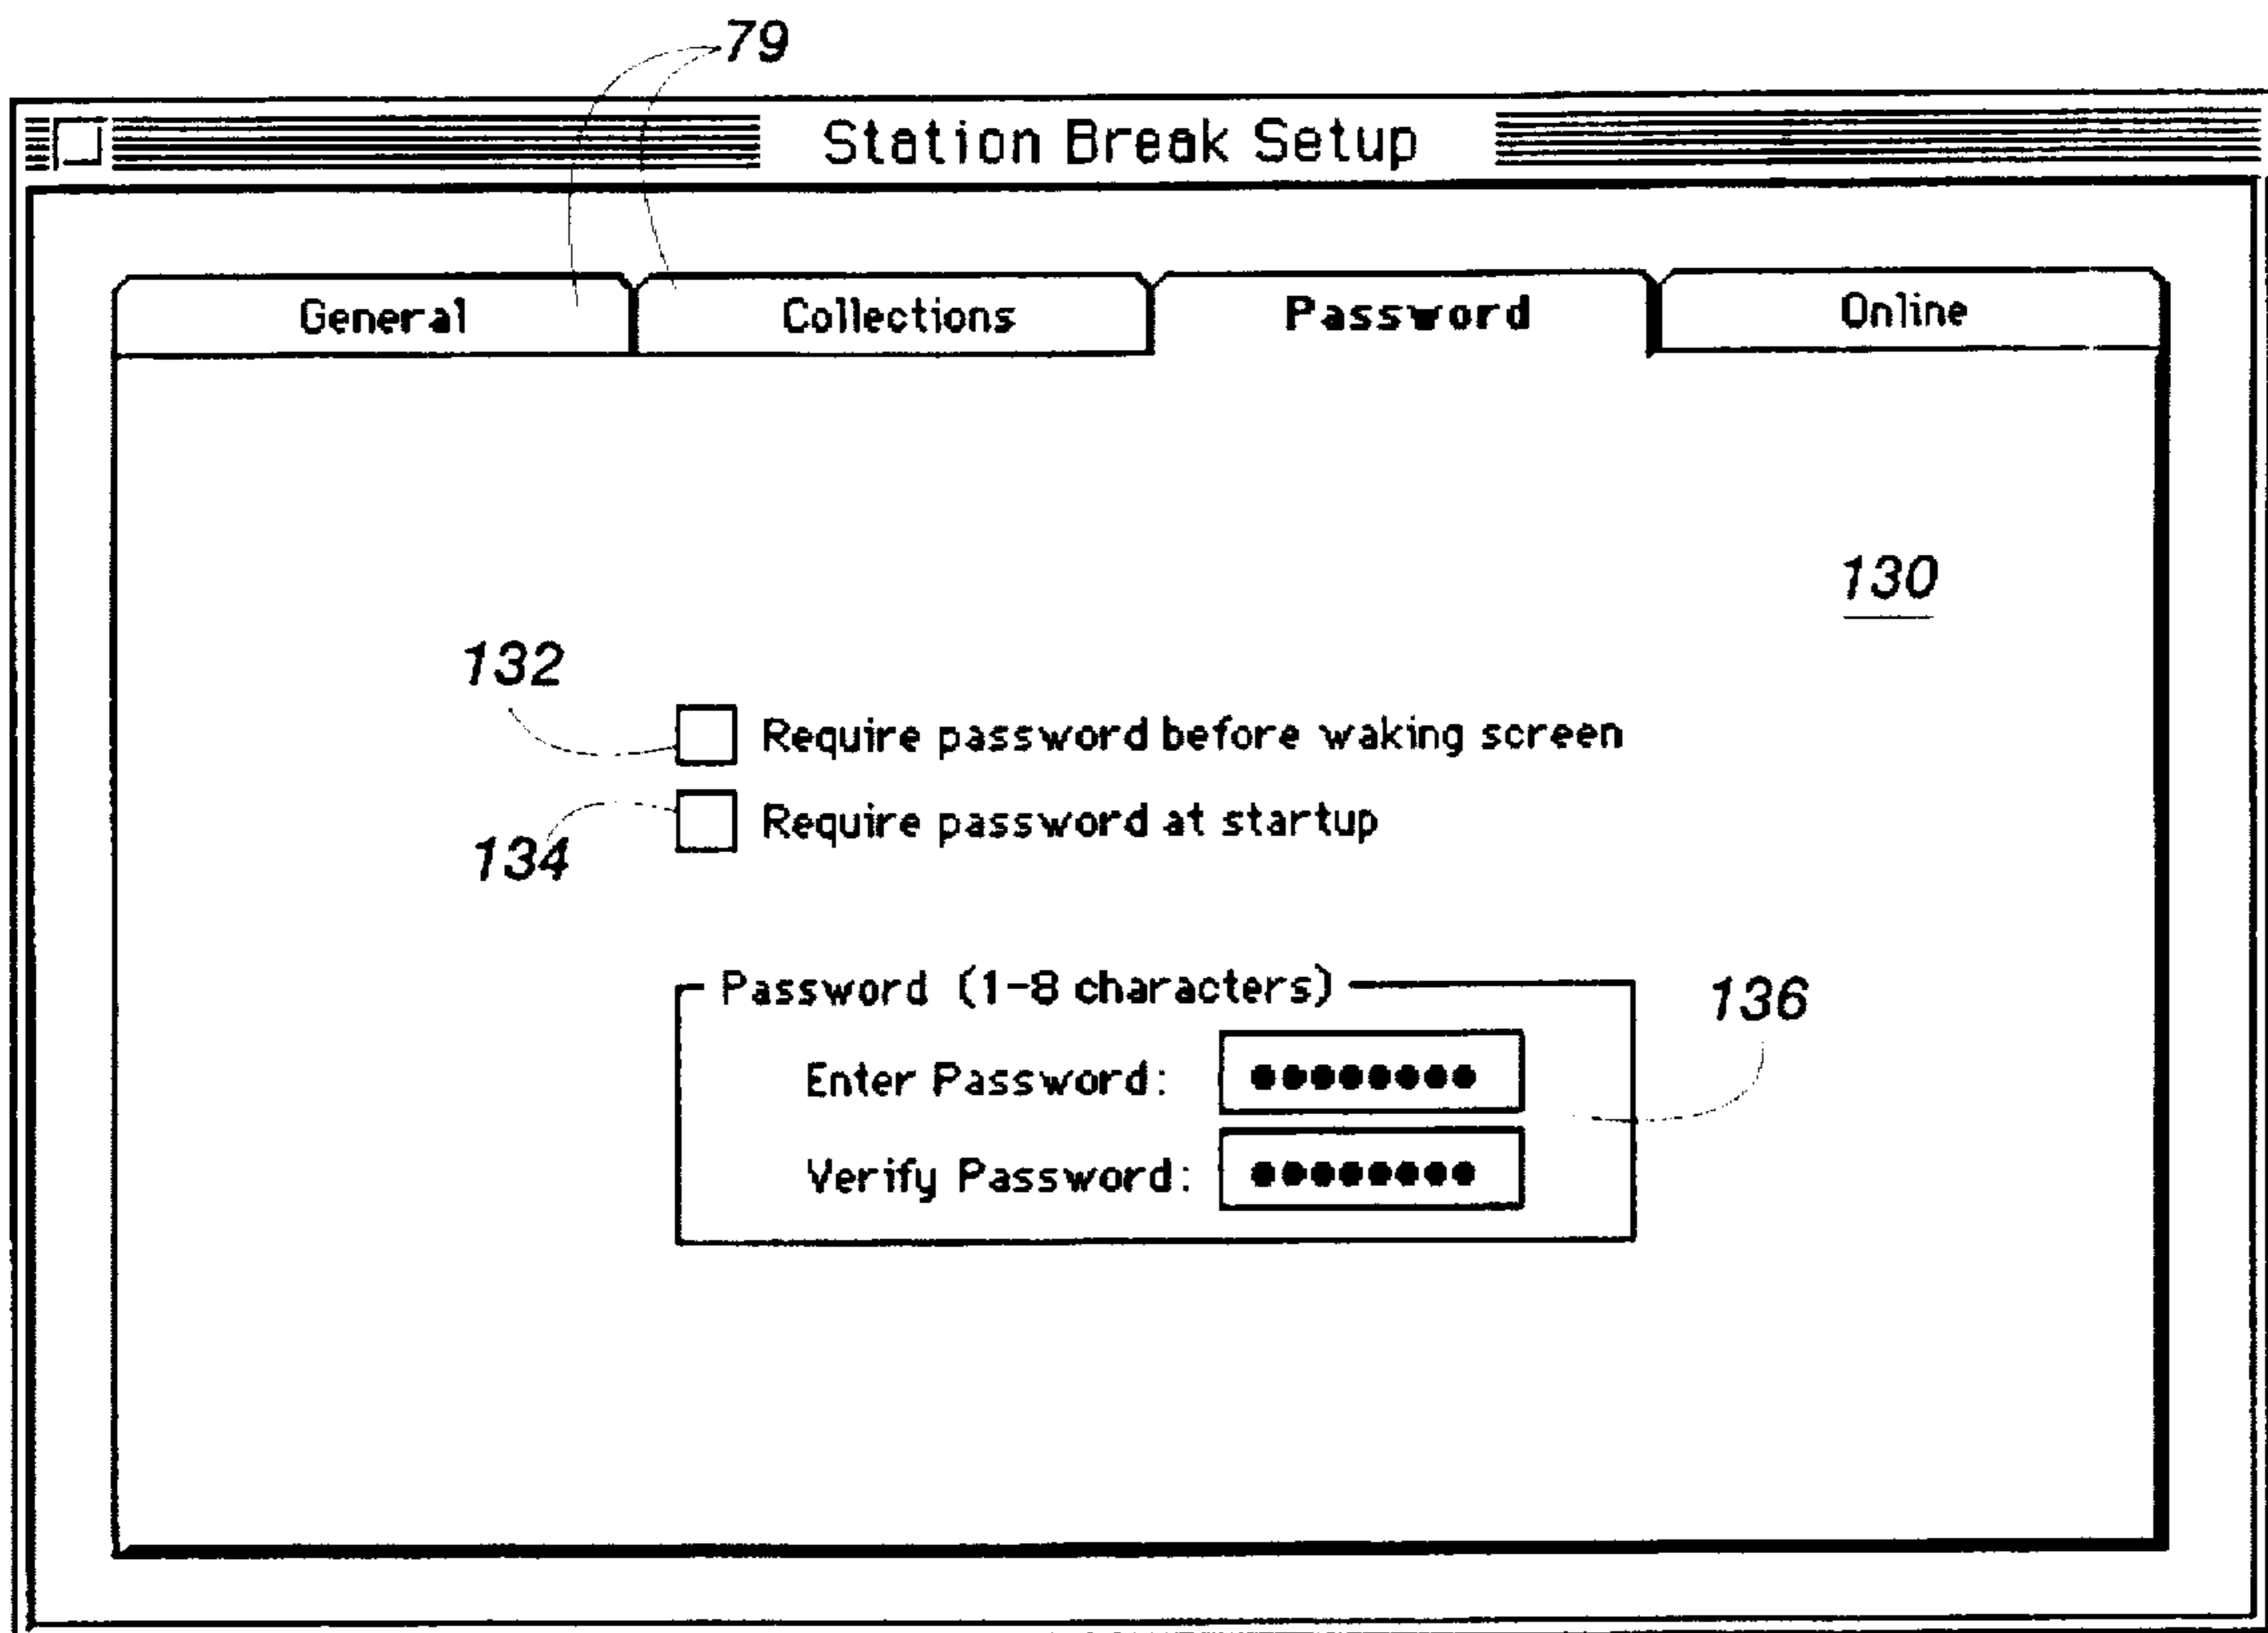 79
Station Break Setup
General Collections Password Online
130
132
Require password before waking screen
Require password at startup
134
Password (1-8 characters)
136
Enter Password: ●●●●●●●●
Verify Password: ●●●●●●●●